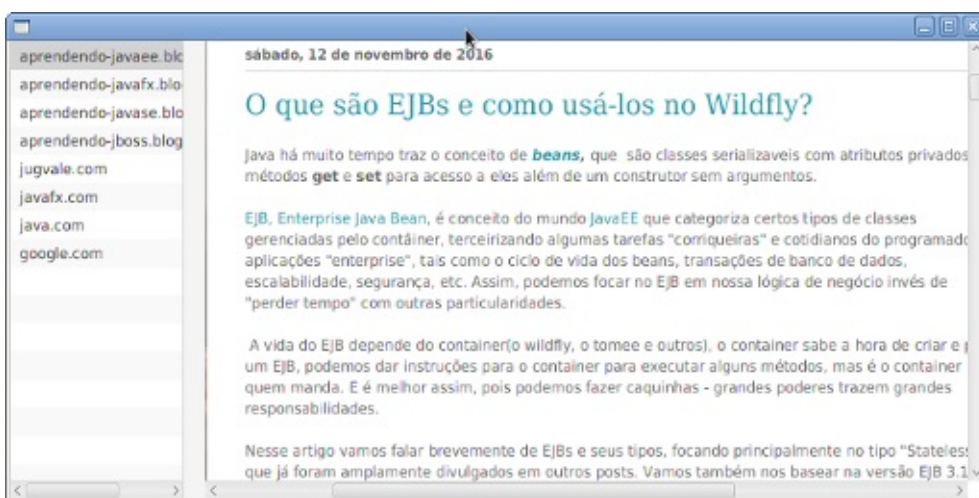 aprendendo-javaee.blc
aprendendo-javafx.blo
aprendendo-javase.blo
aprendendo-jboss.blog
jugvale.com
javafx.com
java.com
google.com
sábado, 12 de novembro de 2016
O que são EJBs e como usá-los no Wildfly?
Java há muito tempo traz o conceito de beans, que são classes serializaveis com atributos privados
métodos get e set para acesso a eles além de um construtor sem argumentos.
EJB, Enterprise Java Bean, é conceito do mundo JavaEE que categoriza certos tipos de classes
gerenciadas pelo contâiner, terceirizando algumas tarefas "corriqueiras" e cotidianos do programado
aplicações "enterprise", tais como o ciclo de vida dos beans, transações de banco de dados,
escalabilidade, segurança, etc. Assim, podemos focar no EJB em nossa lógica de negócio invés de
"perder tempo" com outras particularidades.
A vida do EJB depende do container(o wildfly, o tomee e outros), o container sabe a hora de criar e
um EJB, podemos dar instruções para o container para executar alguns métodos, mas é o container
quem manda. E é melhor assim, pois podemos fazer caquinhas - grandes poderes trazem grandes
responsabilidades.
Nesse artigo vamos falar brevemente de EJBs e seus tipos, focando principalmente no tipo "Stateless
que já foram amplamente divulgados em outros posts. Vamos também nos basear na versão EJB 3.1